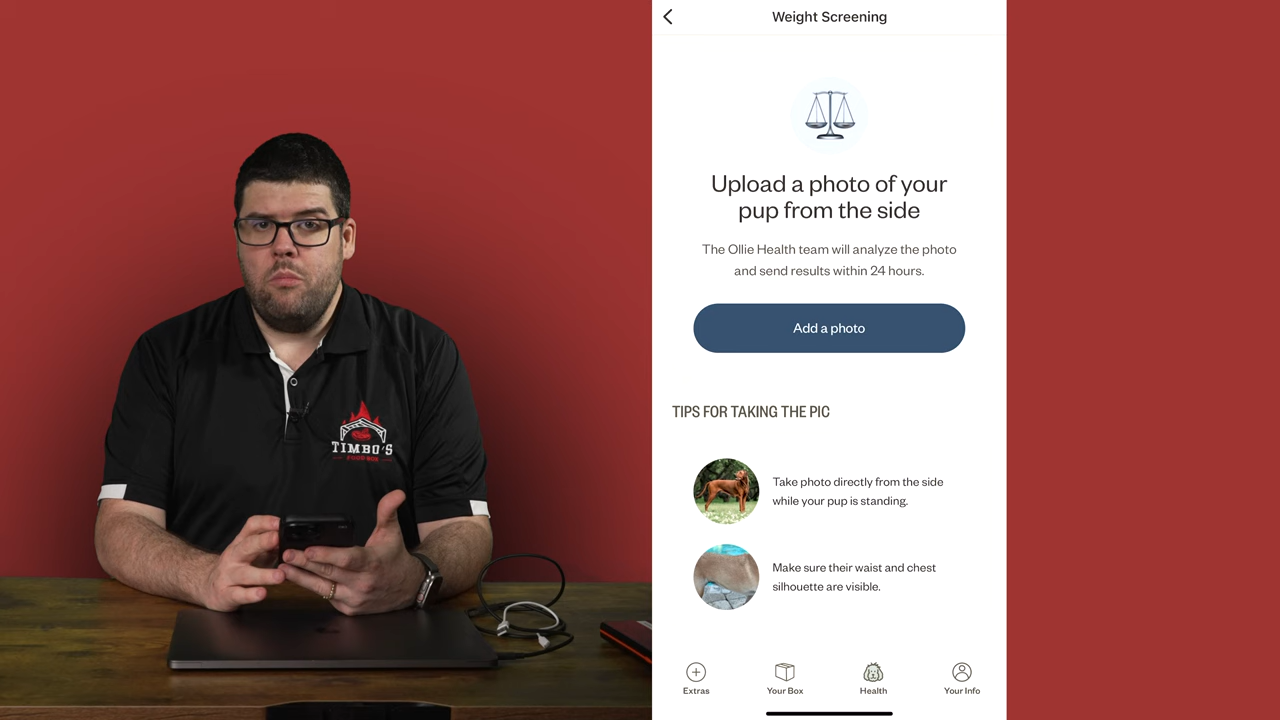 Weight Screening
Upload a photo of your
pup from the side
The Ollie Health team will analyze the photo
and send results within 24 hours.
Add a photo
TIPS FOR TAKING THE PIC
Take photo directly from the side
while your pup is standing.
Make sure their waist and chest
silhouette are visible.
Extras
Your Box
Health
Your Info
TIMBO'S